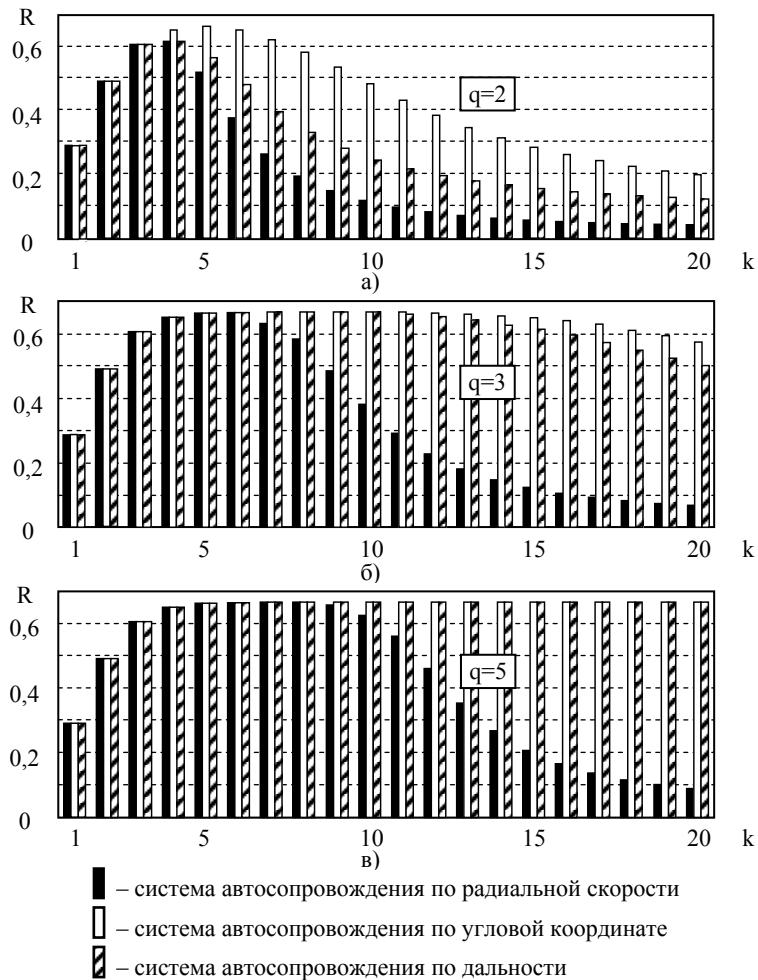 R
0,6
0,4
0,2
0
q=2
1 5 10 15 20 k
а)
R
0,6
0,4
0,2
0
q=3
1 5 10 15 20 k
б)
R
0,6
0,4
0,2
0
q=5
1 5 10 15 20 k
в)
– система автосопровождения по радиальной скорости
– система автосопровождения по угловой координате
– система автосопровождения по дальности